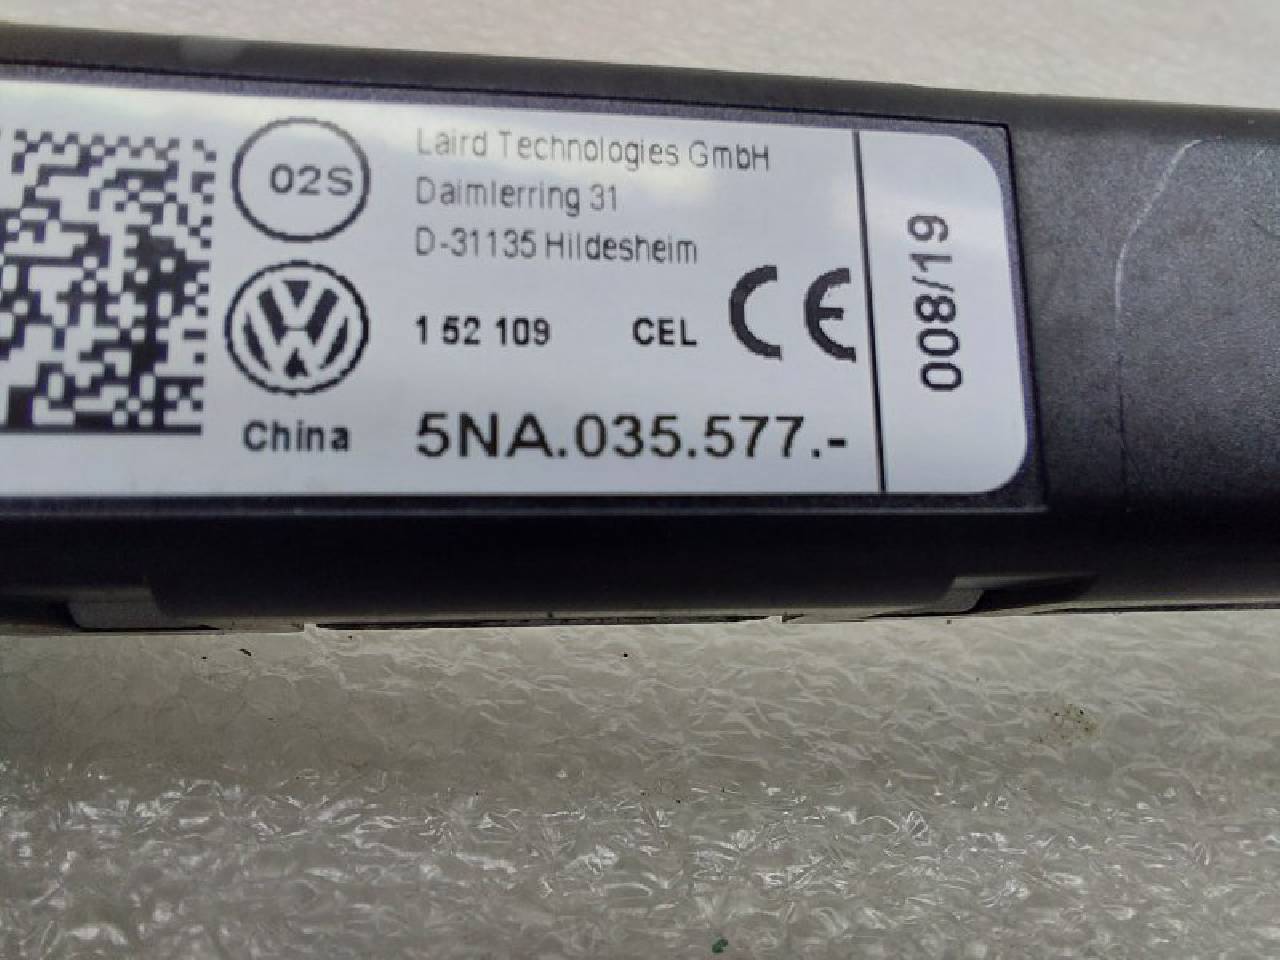 02S
Laird Technologies GmbH
Daimlerring 31
D-31135 Hildesheim
1 52 109 CEL CE
China
5NA.035.577.-
008/19